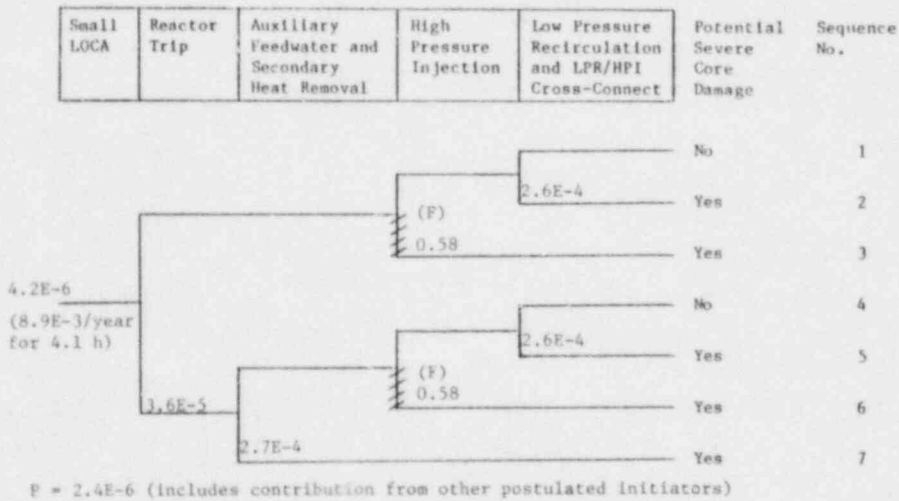 Small LOCA
Reactor Trip
Auxiliary Feedwater and Secondary Heat Removal
High Pressure Injection
Low Pressure Recirculation and LPR/HPI Cross-Connect
Potential Severe Core Damage
Sequence No.
No 1
2.6E-4
Yes 2
(F)
0.58
Yes 3
4.2E-6
(8.9E-3/year
for 4.1 h)
No 4
2.6E-4
Yes 5
(F)
0.58
3.6E-5
Yes 6
2.7E-4
Yes 7
P = 2.4E-6 (includes contribution from other postulated initiators)